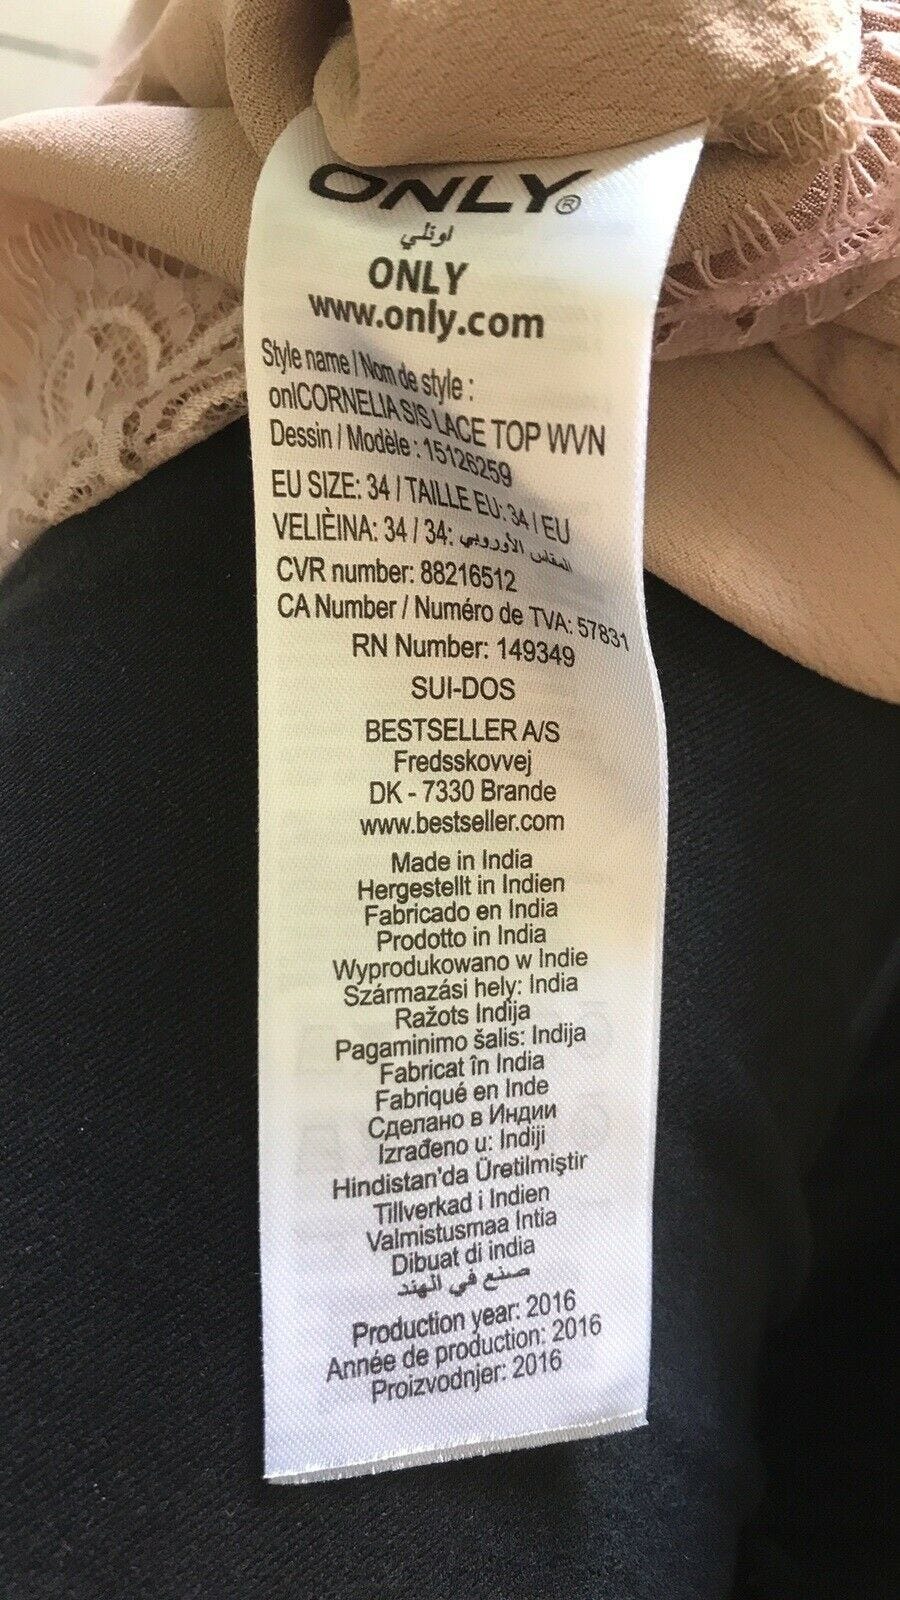 ONLY®
اونلي
ONLY
www.only.com
Style name / Nom de style :
onlCORNELIA S/S LACE TOP WVN
Dessin / Modèle : 15126259
EU SIZE: 34 / TAILLE EU: 34 / EU
VELIÈINA: 34 / 34: المقاس الأوروبي
CVR number: 88216512
CA Number / Numéro de TVA: 57831
RN Number: 149349
SUI-DOS
BESTSELLER A/S
Fredsskovvej
DK - 7330 Brande
www.bestseller.com
Made in India
Hergestellt in Indien
Fabricado en India
Prodotto in India
Wyprodukowano w Indie
Származási hely: India
Ražots Indija
Pagaminimo šalis: Indija
Fabricat în India
Fabriqué en Inde
Сделано в Индии
Izrađeno u: Indiji
Hindistan'da Üretilmiştir
Tillverkad i Indien
Valmistusmaa Intia
Dibuat di india
صنع في الهند
Production year: 2016
Année de production: 2016
Proizvodnjer: 2016